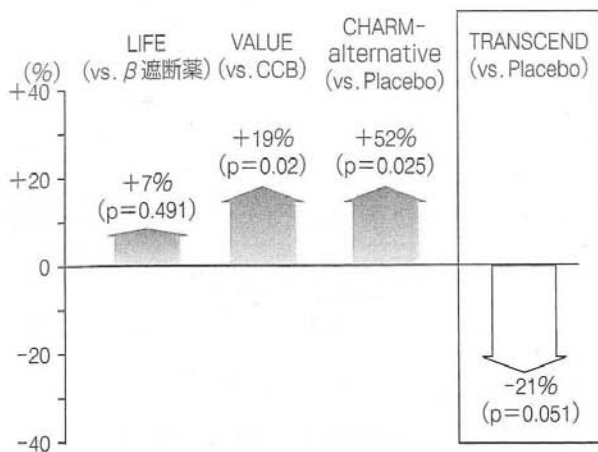 (%)
LIFE
(vs. β遮断薬)
VALUE
(vs. CCB)
CHARM-
alternative
(vs. Placebo)
TRANSCEND
(vs. Placebo)
+40
+20
0
-20
-40
+7%
(p=0.491)
+19%
(p=0.02)
+52%
(p=0.025)
-21%
(p=0.051)